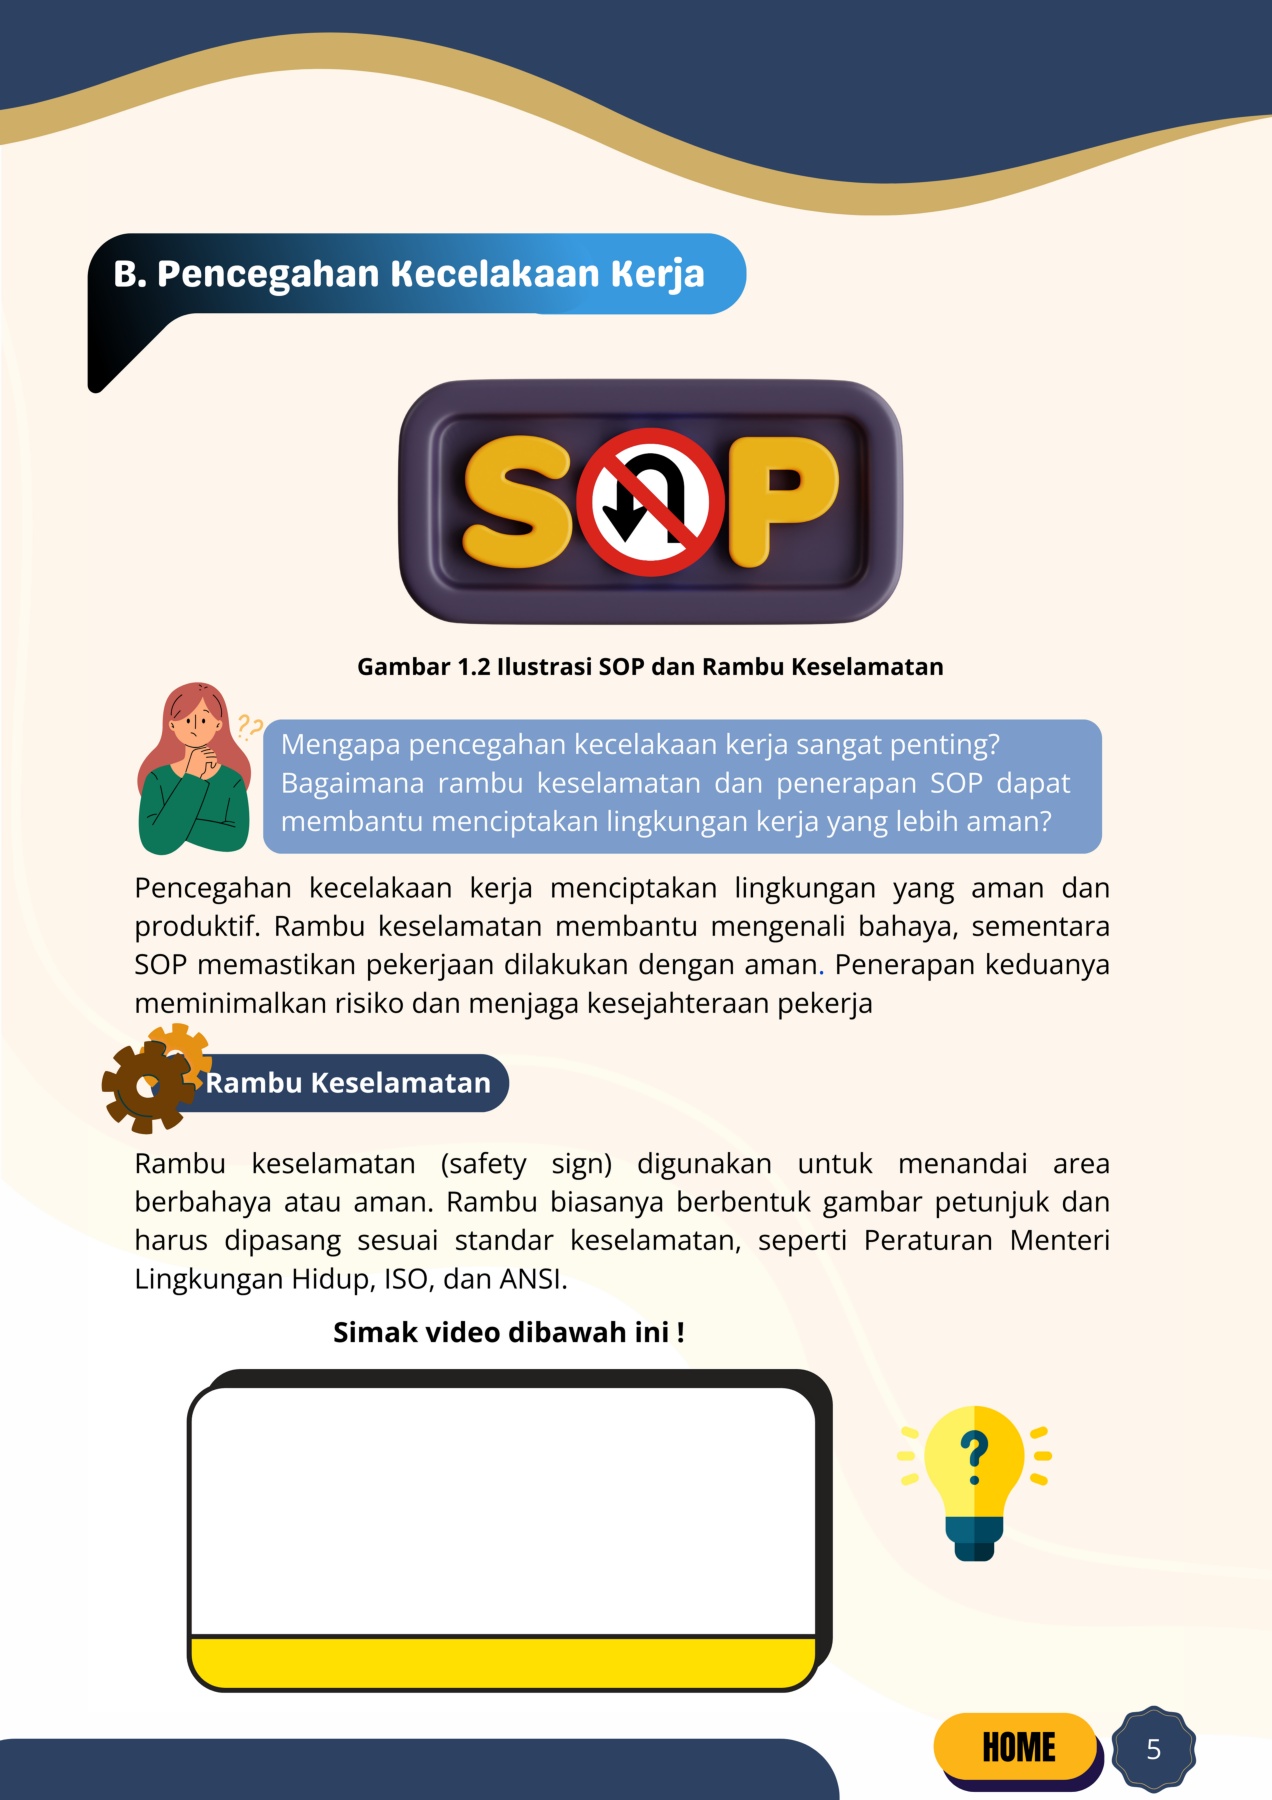 B. Pencegahan Kecelakaan Kerja
SOP
Gambar 1.2 Ilustrasi SOP dan Rambu Keselamatan
??
Mengapa pencegahan kecelakaan kerja sangat penting?
Bagaimana rambu keselamatan dan penerapan SOP dapat
membantu menciptakan lingkungan kerja yang lebih aman?
Pencegahan kecelakaan kerja menciptakan lingkungan yang aman dan
produktif. Rambu keselamatan membantu mengenali bahaya, sementara
SOP memastikan pekerjaan dilakukan dengan aman. Penerapan keduanya
meminimalkan risiko dan menjaga kesejahteraan pekerja
Rambu Keselamatan
Rambu keselamatan (safety sign) digunakan untuk menandai area
berbahaya atau aman. Rambu biasanya berbentuk gambar petunjuk dan
harus dipasang sesuai standar keselamatan, seperti Peraturan Menteri
Lingkungan Hidup, ISO, dan ANSI.
Simak video dibawah ini !
?
HOME
5